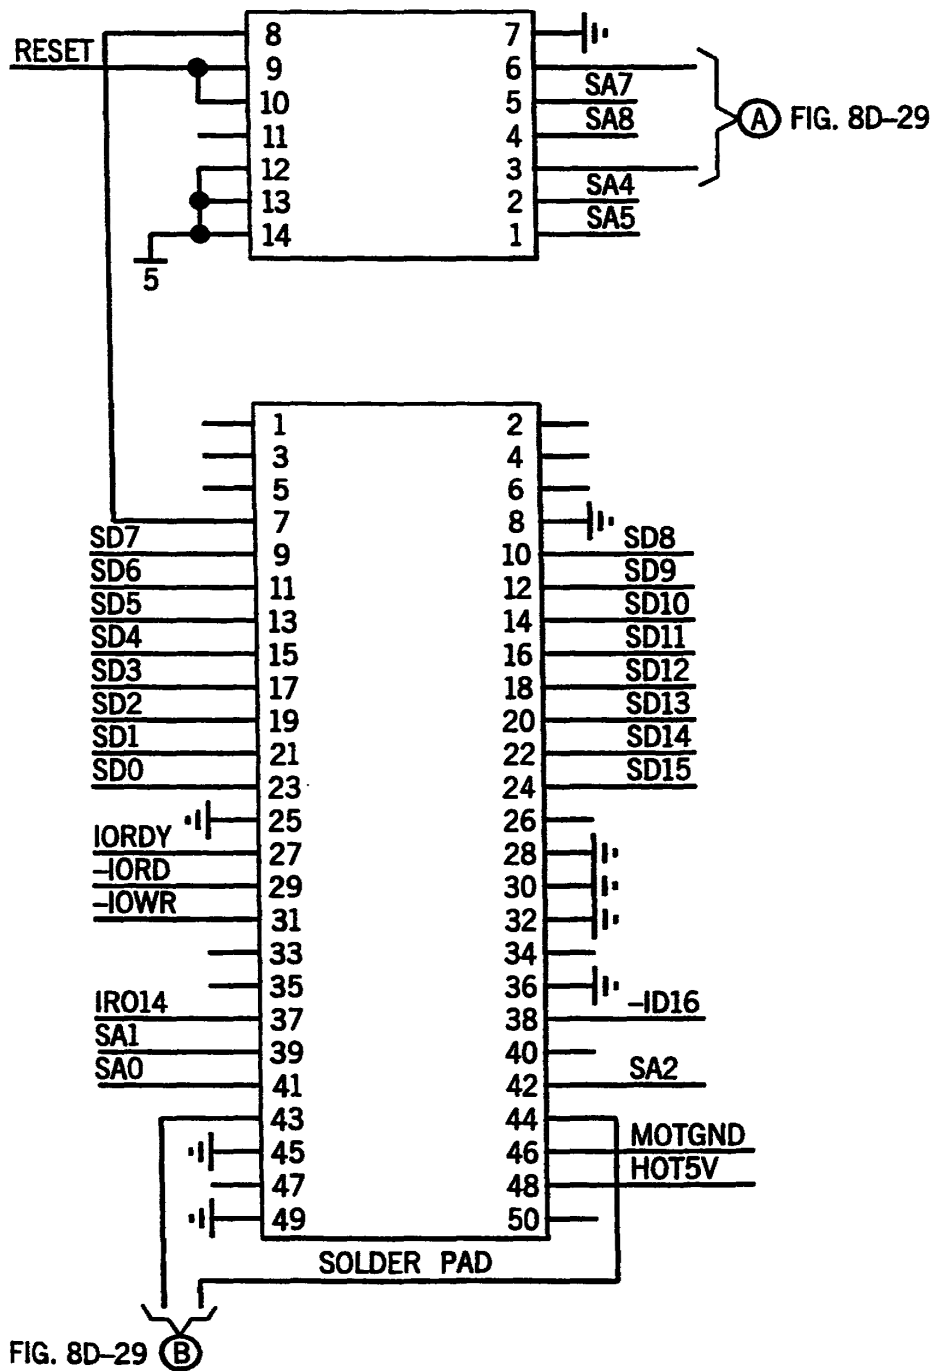 8 7
RESET 9 6
10 SA7 5
11 SA8 4
12 3
13 SA4 2
14 SA5 1
5
A FIG. 8D–29
1 2
3 4
5 6
7 8
SD7 9 10 SD8
SD6 11 12 SD9
SD5 13 14 SD10
SD4 15 16 SD11
SD3 17 18 SD12
SD2 19 20 SD13
SD1 21 22 SD14
SD0 23 24 SD15
25 26
IORDY 27 28
–IORD 29 30
–IOWR 31 32
33 34
35 36
IRO14 37 38 –ID16
SA1 39 40
SA0 41 42 SA2
43 44
45 46 MOTGND
47 48 HOT5V
49 50
SOLDER PAD
FIG. 8D–29 B